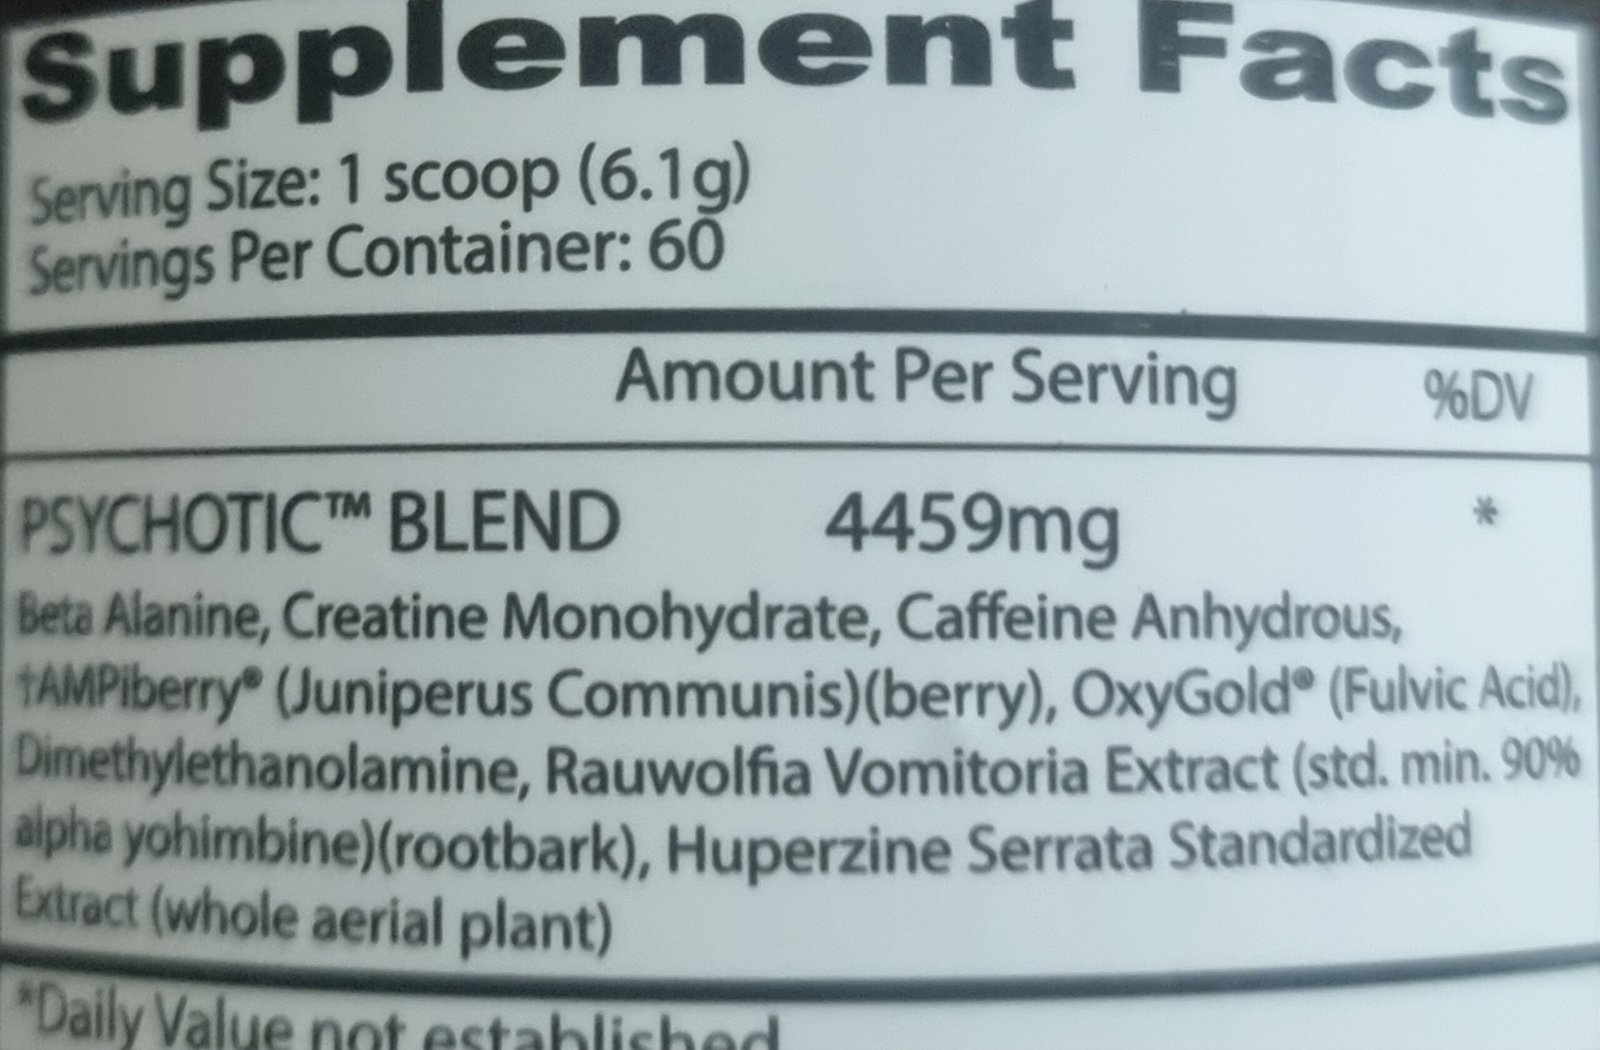 Supplement Facts
Serving Size: 1 scoop (6.1g)
Servings Per Container: 60
Amount Per Serving %DV
PSYCHOTIC™ BLEND 4459mg *
Beta Alanine, Creatine Monohydrate, Caffeine Anhydrous,
†AMPiberry® (Juniperus Communis)(berry), OxyGold® (Fulvic Acid),
Dimethylethanolamine, Rauwolfia Vomitoria Extract (std. min. 90%
alpha yohimbine)(rootbark), Huperzine Serrata Standardized
Extract (whole aerial plant)
*Daily Value not established